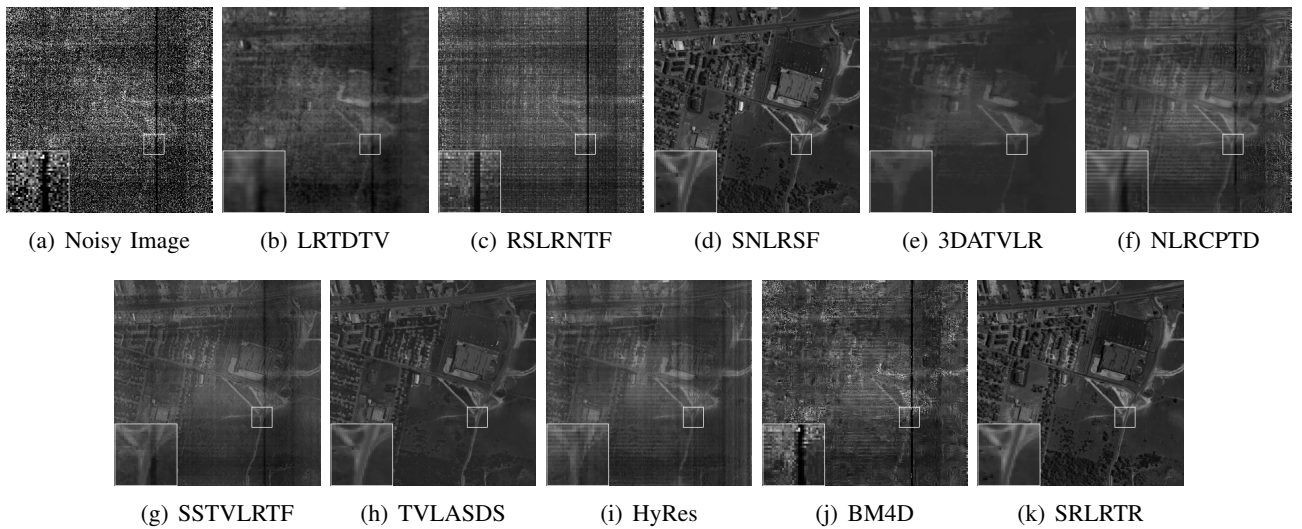 (a) Noisy Image (b) LRTDTV (c) RSLRNTF (d) SNLRSF (e) 3DATVLR (f) NLRCPTD
(g) SSTVLRTF (h) TVLASDS (i) HyRes (j) BM4D (k) SRLRTR